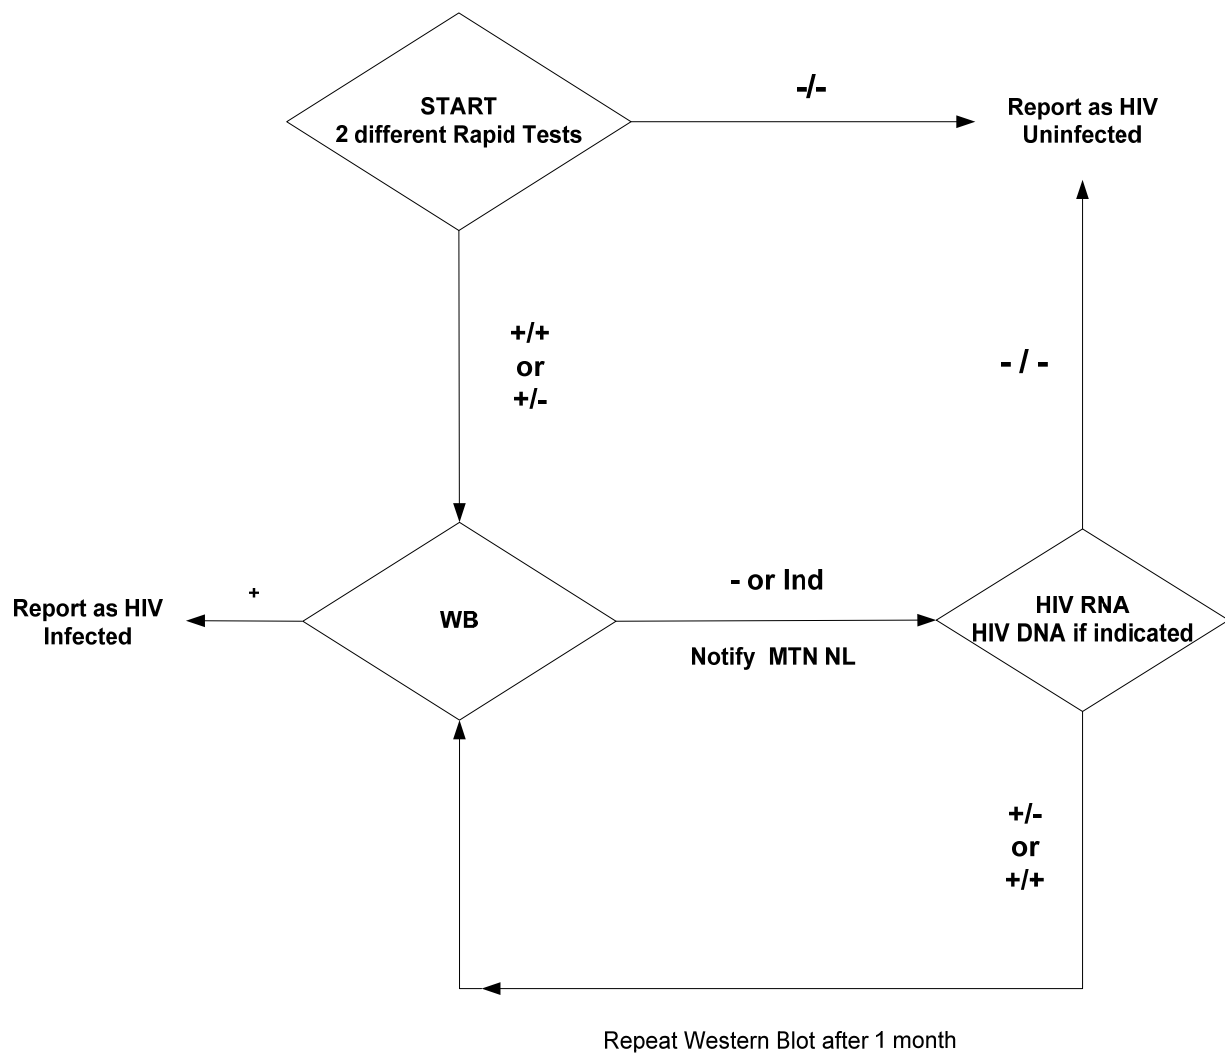 START
2 different Rapid Tests
-/-
Report as HIV
Uninfected
+/+
or
+/-
- / -
Report as HIV
Infected
+
WB
- or Ind
Notify MTN NL
HIV RNA
HIV DNA if indicated
+/-
or
+/+
Repeat Western Blot after 1 month